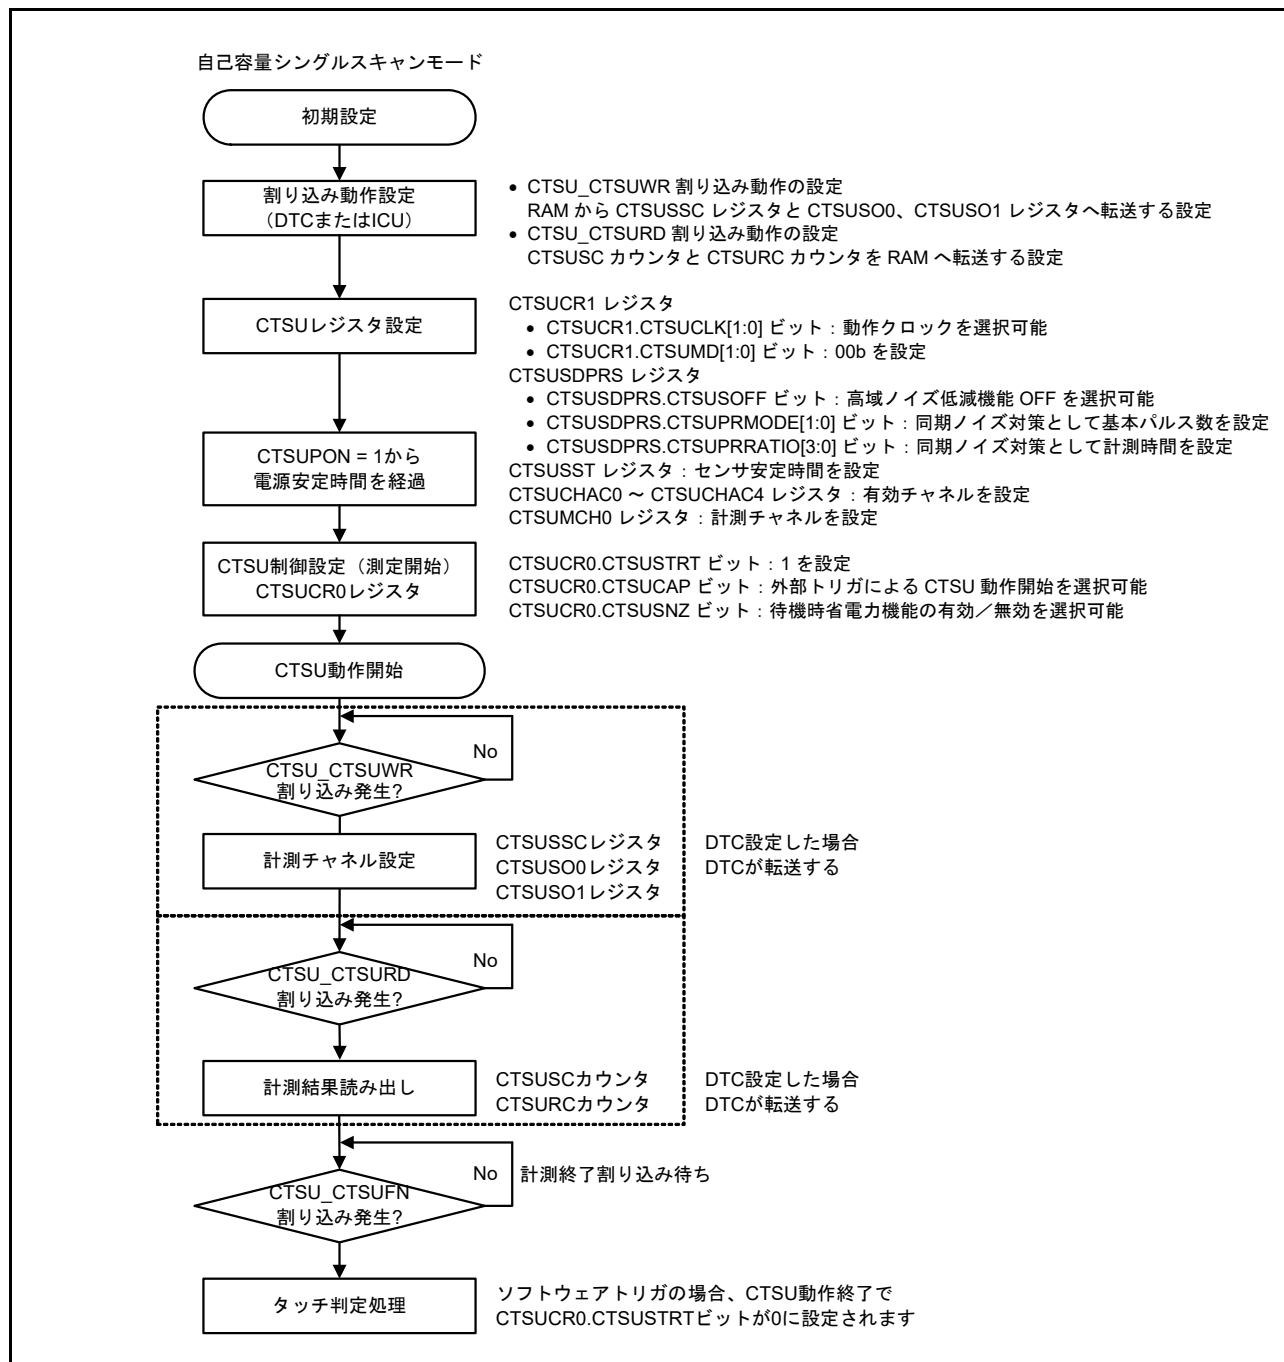 自己容量シングルスキャンモード
初期設定
割り込み動作設定
（DTCまたはICU）
• CTSU_CTSUWR 割り込み動作の設定
RAM から CTSUSSC レジスタと CTSUSO0、CTSUSO1 レジスタへ転送する設定
• CTSU_CTSURD 割り込み動作の設定
CTSUSC カウンタと CTSURC カウンタを RAM へ転送する設定
CTSUレジスタ設定
CTSUCR1 レジスタ
• CTSUCR1.CTSUCLK[1:0] ビット：動作クロックを選択可能
• CTSUCR1.CTSUMD[1:0] ビット：00b を設定
CTSUSDPRS レジスタ
• CTSUSDPRS.CTSUSOFF ビット：高域ノイズ低減機能 OFF を選択可能
• CTSUSDPRS.CTSUPRMODE[1:0] ビット：同期ノイズ対策として基本パルス数を設定
• CTSUSDPRS.CTSUPRRATIO[3:0] ビット：同期ノイズ対策として計測時間を設定
CTSUSST レジスタ：センサ安定時間を設定
CTSUCHAC0 ～ CTSUCHAC4 レジスタ：有効チャネルを設定
CTSUMCH0 レジスタ：計測チャネルを設定
CTSUPON = 1から
電源安定時間を経過
CTSU制御設定（測定開始）
CTSUCR0レジスタ
CTSUCR0.CTSUSTRT ビット：1 を設定
CTSUCR0.CTSUCAP ビット：外部トリガによる CTSU 動作開始を選択可能
CTSUCR0.CTSUSNZ ビット：待機時省電力機能の有効／無効を選択可能
CTSU動作開始
No
CTSU_CTSUWR
割り込み発生?
計測チャネル設定
CTSUSSCレジスタ
CTSUSO0レジスタ
CTSUSO1レジスタ
DTC設定した場合
DTCが転送する
No
CTSU_CTSURD
割り込み発生?
計測結果読み出し
CTSUSCカウンタ
CTSURCカウンタ
DTC設定した場合
DTCが転送する
No
計測終了割り込み待ち
CTSU_CTSUFN
割り込み発生?
タッチ判定処理
ソフトウェアトリガの場合、CTSU動作終了で
CTSUCR0.CTSUSTRTビットが0に設定されます